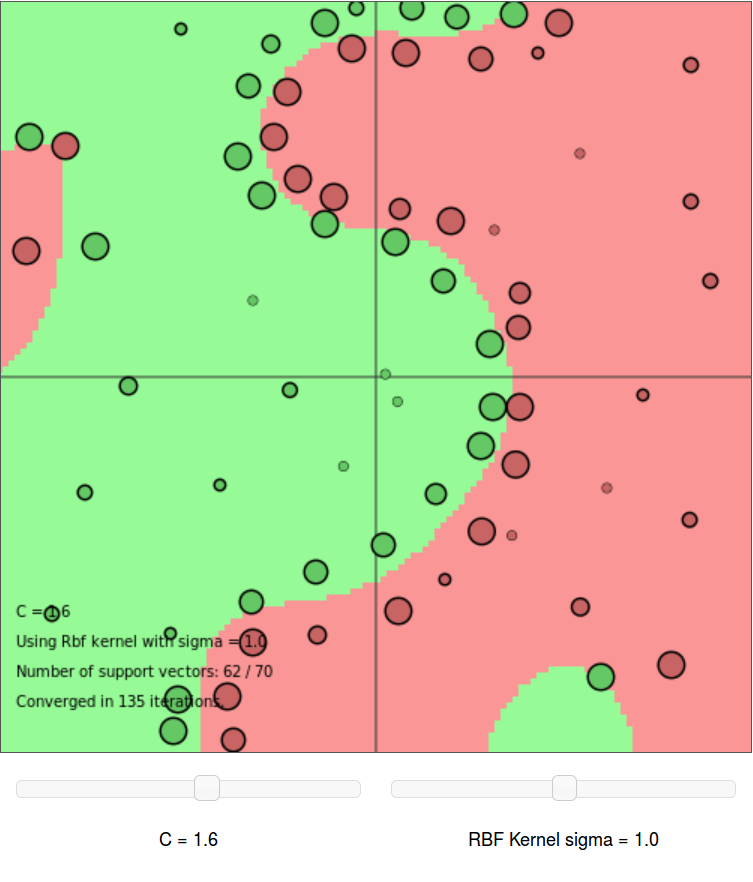 C = 1.6
Using Rbf kernel with sigma = 1.0
Number of support vectors: 62 / 70
Converged in 135 iterations.
C = 1.6
RBF Kernel sigma = 1.0